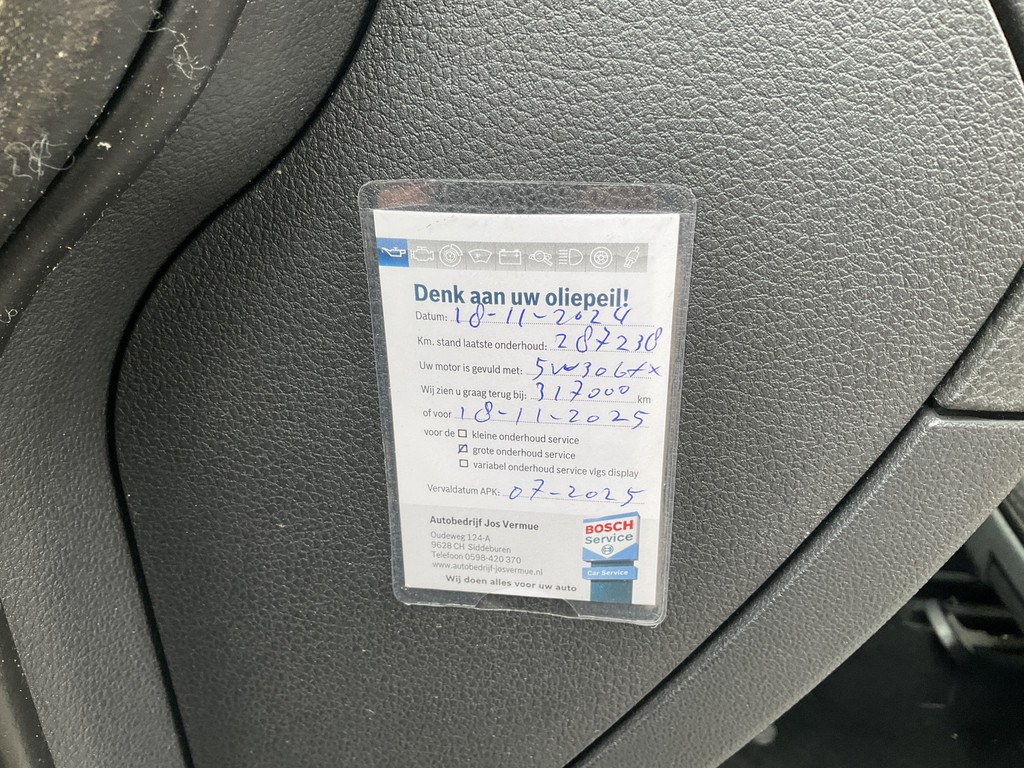 Denk aan uw oliepeil!
Datum: 18-11-2024
Km. stand laatste onderhoud: 287238
Uw motor is gevuld met: 5w30
Wij zien u graag terug bij: 317000 km
of voor 18-11-2025
voor de kleine onderhoud service
grote onderhoud service
variabel onderhoud service vlgs display
Vervaldatum APK: 07-2025
Autobedrijf Jos Vermue
Oudeweg 124-A
9628 CH Siddeburen
Telefoon 0598-420 370
www.autobedrijf-josvermue.nl
Wij doen alles voor uw auto
BOSCH
Service
Car Service